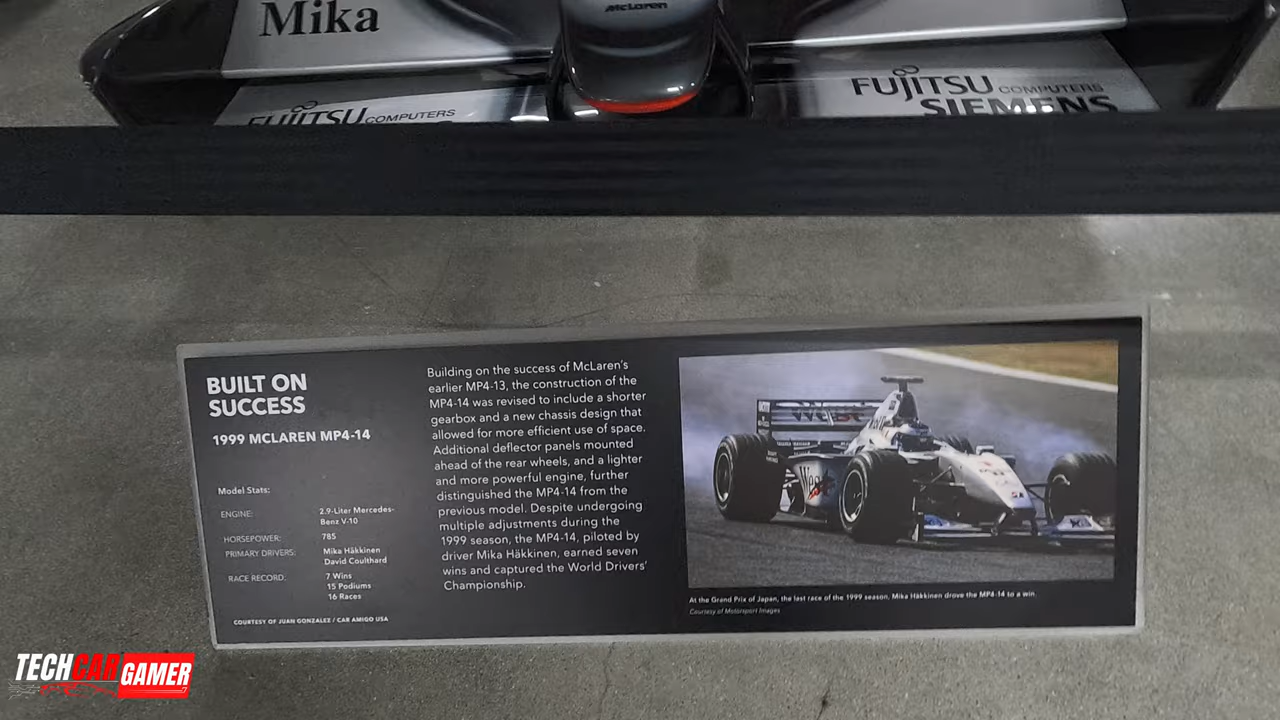 Mika
McLaren
FUJITSU COMPUTERS
FUJITSU COMPUTERS
SIEMENS
BUILT ON
SUCCESS
1999 MCLAREN MP4-14
Model Stats:
ENGINE: 2.9-Liter Mercedes-
Benz V-10
HORSEPOWER: 785
PRIMARY DRIVERS: Mika Häkkinen
David Coulthard
RACE RECORD: 7 Wins
15 Podiums
16 Races
COURTESY OF JUAN GONZALEZ / CAR AMIGO USA
Building on the success of McLaren's
earlier MP4-13, the construction of the
MP4-14 was revised to include a shorter
gearbox and a new chassis design that
allowed for more efficient use of space.
Additional deflector panels mounted
ahead of the rear wheels, and a lighter
and more powerful engine, further
distinguished the MP4-14 from the
previous model. Despite undergoing
multiple adjustments during the
1999 season, the MP4-14, piloted by
driver Mika Häkkinen, earned seven
wins and captured the World Drivers'
Championship.
West
West
At the Grand Prix of Japan, the last race of the 1999 season, Mika Häkkinen drove the MP4-14 to a win.
Courtesy of Motorsport Images
TECHCARGAMER